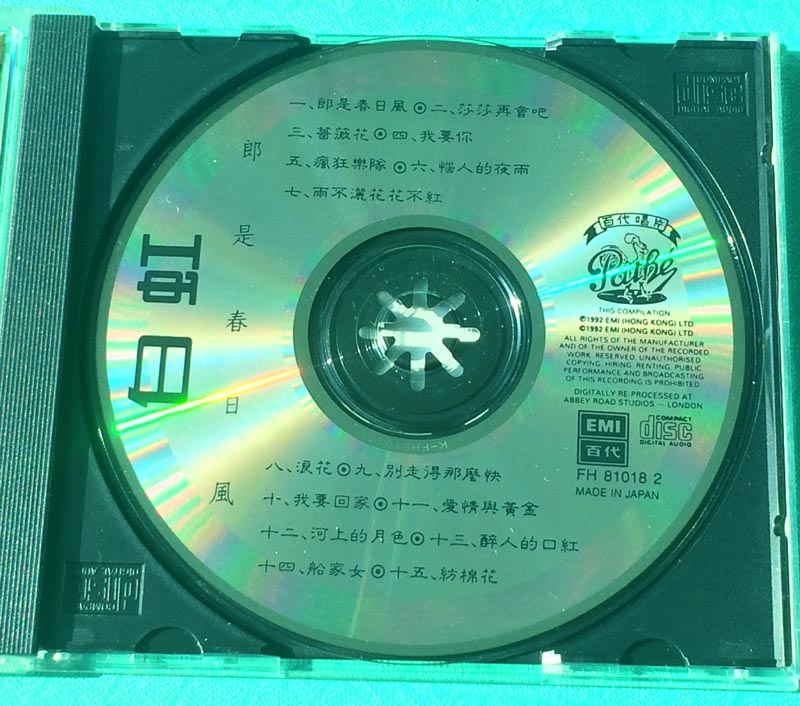 一、郎是春日風⊙二、莎莎再會吧
三、薔薇花⊙四、我要你
五、瘋狂樂隊⊙六、惱人的夜雨
七、雨不灑花花不紅
郎是春日風
白虹
百代唱片
Pathé
THIS COMPILATION
℗1992 EMI (HONG KONG) LTD.
©1992 EMI (HONG KONG) LTD.
ALL RIGHTS OF THE MANUFACTURER
AND OF THE OWNER OF THE RECORDED
WORK RESERVED. UNAUTHORISED
COPYING, HIRING, RENTING, PUBLIC
PERFORMANCE AND BROADCASTING
OF THIS RECORDING IS PROHIBITED
DIGITALLY RE PROCESSED AT
ABBEY ROAD STUDIOS — LONDON
EMI
百代
COMPACT
disc
DIGITAL AUDIO
FH 81018 2
MADE IN JAPAN
八、浪花⊙九、別走得那麼快
十、我要回家⊙十一、愛情與黃金
十二、河上的月色⊙十三、醉人的口紅
十四、船家女⊙十五、紡棉花
COMPACT
disc
DIGITAL AUDIO
COMPACT
disc
DIGITAL AUDIO